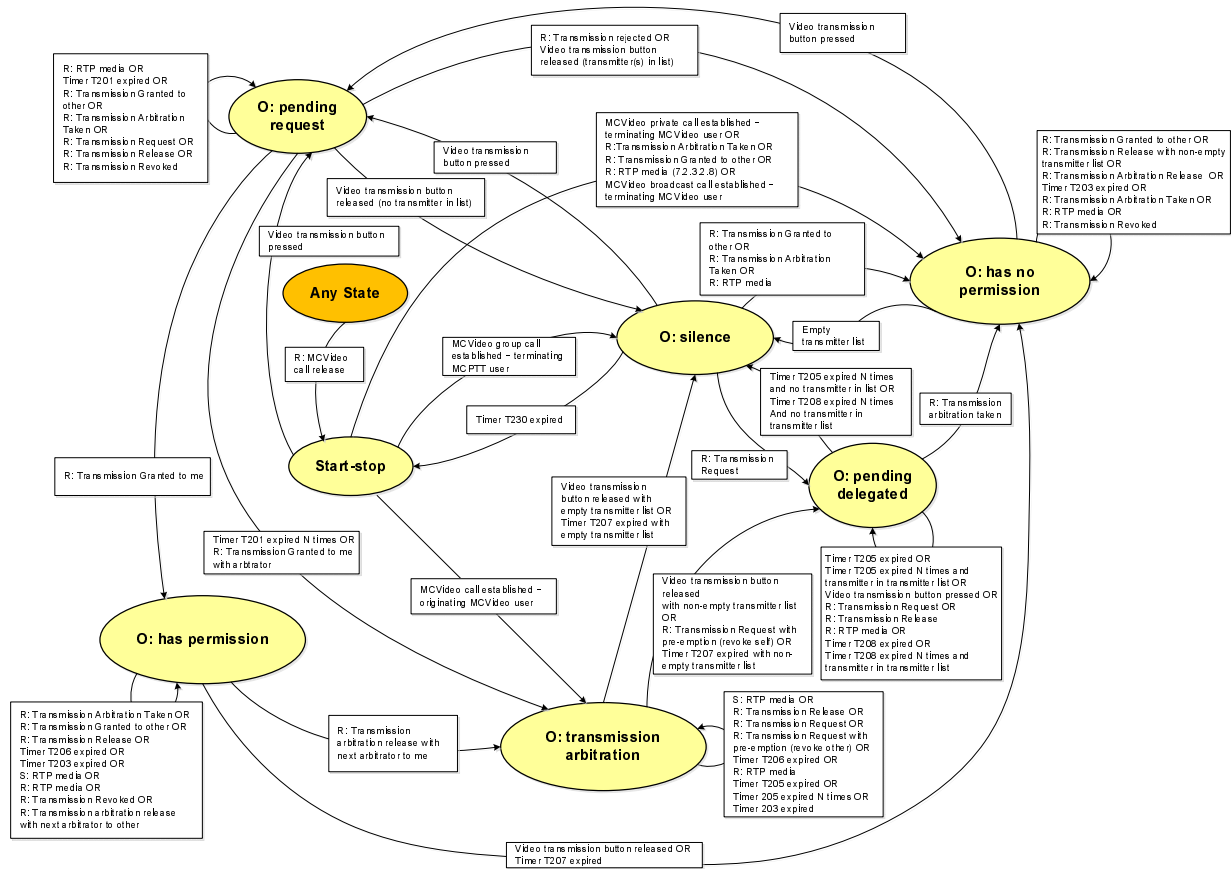 Video transmission
button pressed
R: Transmission rejected OR
Video transmission button
released (transmitter(s) in list)
R: RTP media OR
Timer T201 expired OR
R: Transmission Granted to
other OR
R: Transmission Arbitration
Taken OR
R: Transmission Request OR
R: Transmission Release OR
R: Transmission Revoked
O: pending
request
MCVideo private call established –
terminating MCVideo user OR
R:Transmission Arbitration Taken OR
R: Transmission Granted to other OR
R: RTP media (7.2.3.2.8) OR
MCVideo broadcast call established –
terminating MCVideo user
R: Transmission Granted to other OR
R: Transmission Release with non-empty
transmitter list OR
R: Transmission Arbitration Release OR
Timer T203 expired OR
R: Transmission Arbitration Taken OR
R: RTP media OR
R: Transmission Revoked
Video transmission
button pressed
Video transmission button
released (no transmitter in list)
Video transmission button
pressed
R: Transmission Granted to
other OR
R: Transmission Arbitration
Taken OR
R: RTP media
O: has no
permission
Any State
O: silence
Empty
transmitter list
R: MCVideo
call release
MCVideo group call
established – terminating
MCPTT user
Timer T205 expired N times
and no transmitter in list OR
Timer T208 expired N times
And no transmitter in
transmitter list
R: Transmission
arbitration taken
Timer T230 expired
Start-stop
R: Transmission
Request
O: pending
delegated
R: Transmission Granted to me
Video transmission
button released with
empty transmitter list OR
Timer T207 expired with
empty transmitter list
Timer T201 expired N times OR
R: Transmission Granted to me
with arbtrator
MCVideo call established –
originating MCVideo user
Video transmission button
released
with non-empty transmitter list
OR
R: Transmission Request with
pre-emption (revoke self) OR
Timer T207 expired with non-
empty transmitter list
Timer T205 expired OR
Timer T205 expired N times and
transmitter in transmitter list OR
Video transmission button pressed OR
R: Transmission Request OR
R: Transmission Release
R: RTP media OR
Timer T208 expired OR
Timer T208 expired N times and
transmitter in transmitter list
O: has permission
R: Transmission Arbitration Taken OR
R: Transmission Granted to other OR
R: Transmission Release OR
Timer T206 expired OR
Timer T203 expired OR
S: RTP media OR
R: RTP media OR
R: Transmission Revoked OR
R: Transmission arbitration release
with next arbitrator to other
R: Transmission
arbitration release with
next arbitrator to me
O: transmission
arbitration
S: RTP media OR
R: Transmission Release OR
R: Transmission Request OR
R: Transmission Request with
pre-emption (revoke other) OR
Timer T206 expired OR
R: RTP media
Timer T205 expired OR
Timer 205 expired N times OR
Timer 203 expired
Video transmission button released OR
Timer T207 expired